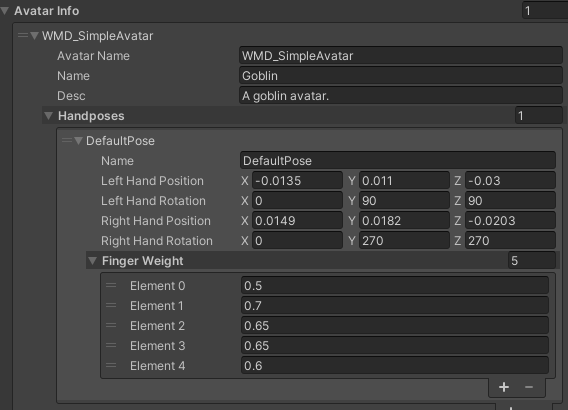 Avatar Info 1
WMD_SimpleAvatar
Avatar Name WMD_SimpleAvatar
Name Goblin
Desc A goblin avatar.
Handposes 1
DefaultPose
Name DefaultPose
Left Hand Position X -0.0135 Y 0.011 Z -0.03
Left Hand Rotation X 0 Y 90 Z 90
Right Hand Position X 0.0149 Y 0.0182 Z -0.0203
Right Hand Rotation X 0 Y 270 Z 270
Finger Weight 5
Element 0 0.5
Element 1 0.7
Element 2 0.65
Element 3 0.65
Element 4 0.6
+ −